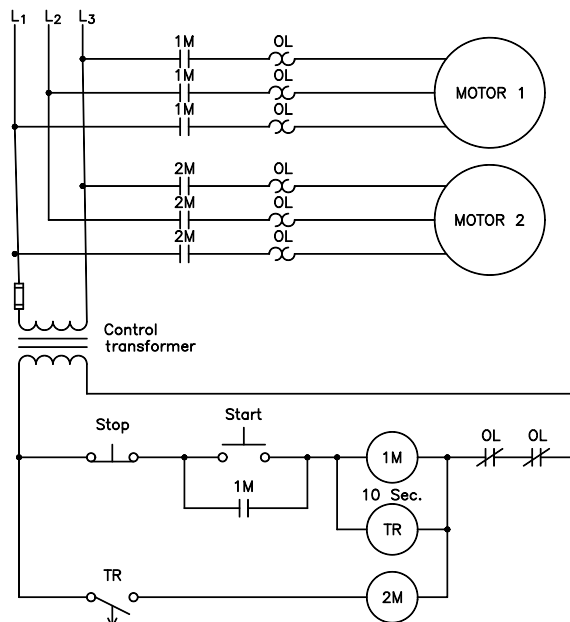 L1 L2 L3
1M OL
1M OL
MOTOR 1
1M OL
2M OL
2M OL
MOTOR 2
2M OL
Control
transformer
Stop
Start
1M
OL OL
1M
10 Sec.
TR
TR
2M